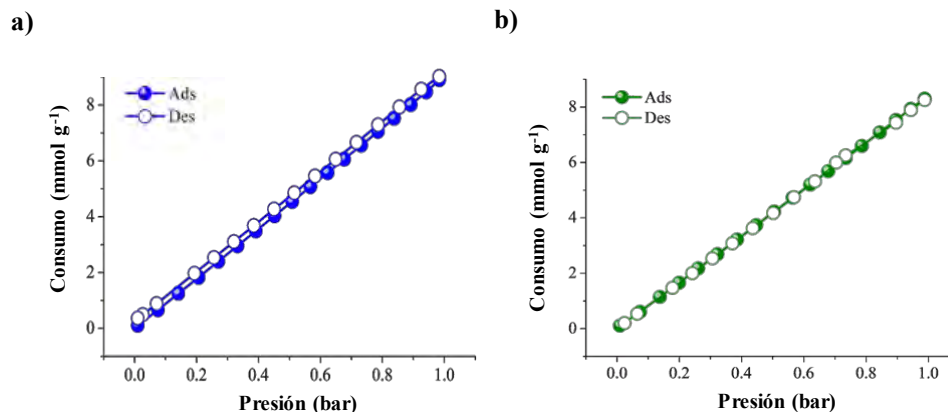 a)
Ads
Des
Consumo (mmol g⁻¹)
8
6
4
2
0
0.0 0.2 0.4 0.6 0.8 1.0
Presión (bar)
b)
Ads
Des
Consumo (mmol g⁻¹)
8
6
4
2
0
0.0 0.2 0.4 0.6 0.8 1.0
Presión (bar)